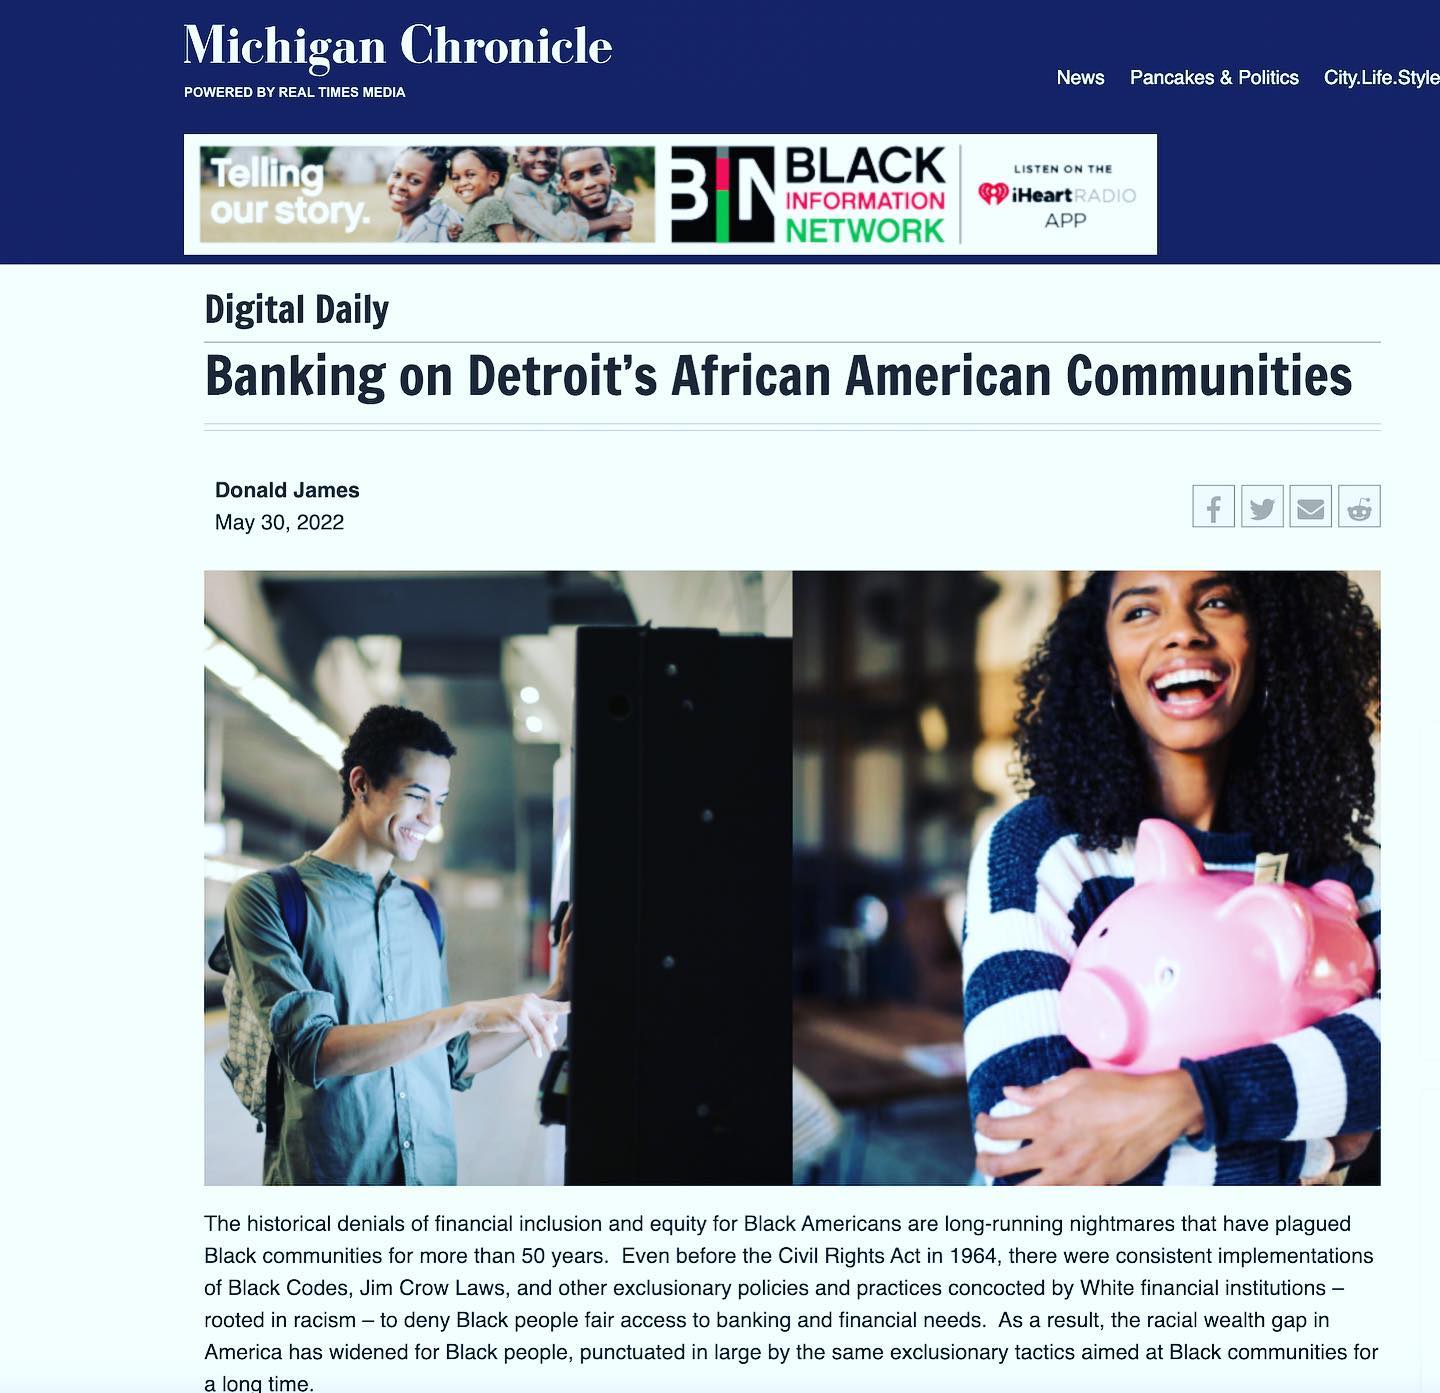 Michigan Chronicle
POWERED BY REAL TIMES MEDIA
News Pancakes & Politics City.Life.Style
Telling
our story.
BIN
BLACK
INFORMATION
NETWORK
LISTEN ON THE
iHeartRADIO
APP
Digital Daily
Banking on Detroit’s African American Communities
Donald James
May 30, 2022
The historical denials of financial inclusion and equity for Black Americans are long-running nightmares that have plagued
Black communities for more than 50 years.  Even before the Civil Rights Act in 1964, there were consistent implementations
of Black Codes, Jim Crow Laws, and other exclusionary policies and practices concocted by White financial institutions –
rooted in racism – to deny Black people fair access to banking and financial needs.  As a result, the racial wealth gap in
America has widened for Black people, punctuated in large by the same exclusionary tactics aimed at Black communities for
a long time.